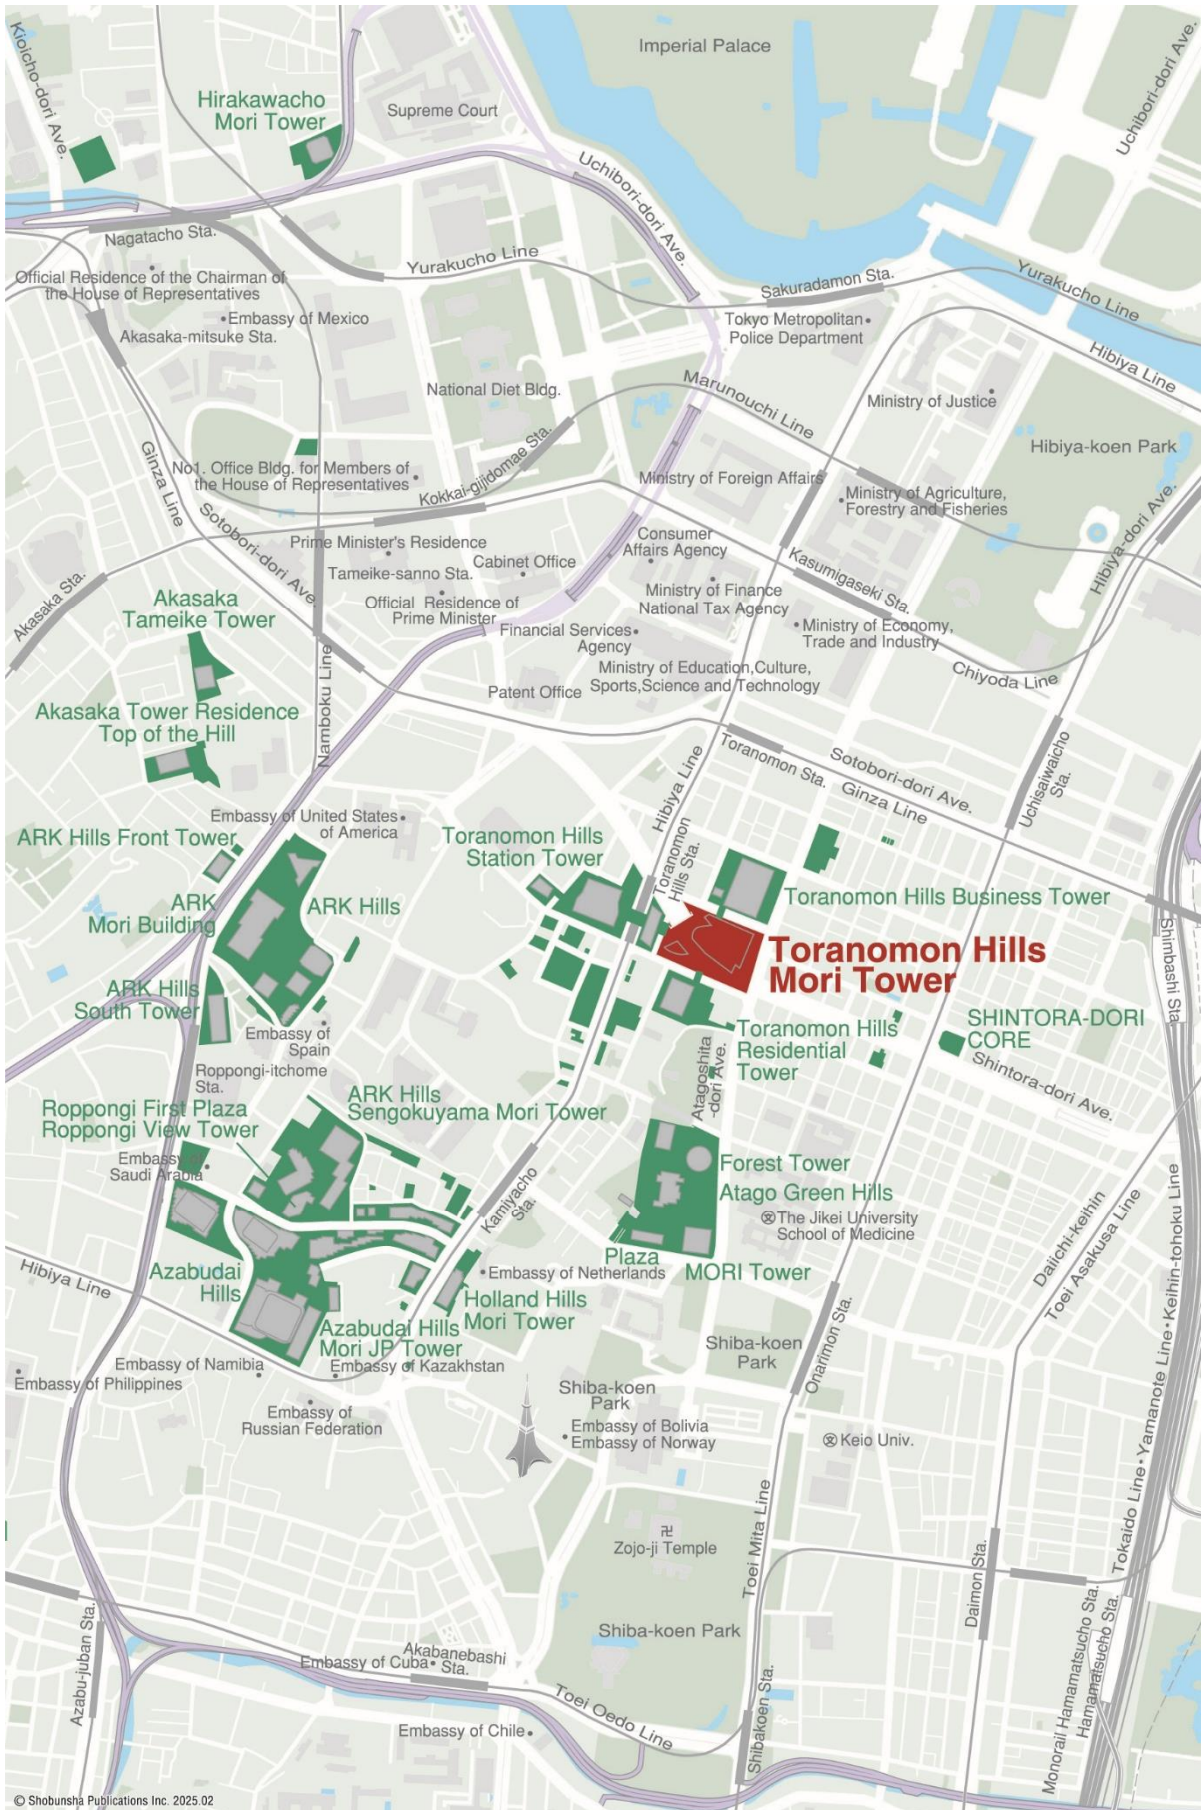 Kioicho-dori Ave.
Imperial Palace
Uchibori-dori Ave.
Hirakawacho
Mori Tower
Supreme Court
Uchibori-dori Ave.
Nagatacho Sta.
Yurakucho Line
Sakuradamon Sta.
Yurakucho Line
Official Residence of the Chairman of
the House of Representatives
Embassy of Mexico
Akasaka-mitsuke Sta.
Tokyo Metropolitan
Police Department
Hibiya Line
Marunouchi Line
National Diet Bldg.
Ministry of Justice
Hibiya-koen Park
Ginza Line
No1. Office Bldg. for Members of
the House of Representatives
Kokkai-gijidomae Sta.
Ministry of Foreign Affairs
Ministry of Agriculture,
Forestry and Fisheries
Hibiya-dori Ave.
Sotobori-dori Ave.
Prime Minister's Residence
Consumer
Affairs Agency
Kasumigaseki Sta.
Akasaka Sta.
Tameike-sanno Sta.
Cabinet Office
Ministry of Finance
National Tax Agency
Official Residence of
Prime Minister
Akasaka
Tameike Tower
Financial Services
Agency
Ministry of Economy,
Trade and Industry
Ministry of Education,Culture,
Sports,Science and Technology
Chiyoda Line
Patent Office
Namboku Line
Akasaka Tower Residence
Top of the Hill
Toranomon Sta.
Sotobori-dori Ave.
Ginza Line
Uchisaiwaicho
Sta.
Hibiya Line
Embassy of United States
of America
ARK Hills Front Tower
Toranomon Hills
Station Tower
Toranomon
Hills Sta.
Toranomon Hills Business Tower
ARK
Mori Building
ARK Hills
Toranomon Hills
Mori Tower
Shimbashi Sta.
ARK Hills
South Tower
Embassy of
Spain
Toranomon Hills
Residential
Tower
SHINTORA-DORI
CORE
Shintora-dori Ave.
Roppongi-itchome
Sta.
Atagoshita
-dori Ave.
ARK Hills
Sengokuyama Mori Tower
Roppongi First Plaza
Roppongi View Tower
Embassy of
Saudi Arabia
Kamiyacho
Sta.
Forest Tower
Atago Green Hills
The Jikei University
School of Medicine
Daiichi-keihin
Toei Asakusa Line
Plaza
MORI Tower
Hibiya Line
Azabudai
Hills
Embassy of Netherlands
Holland Hills
Mori Tower
Azabudai Hills
Mori JP Tower
Onarimon Sta.
Shiba-koen
Park
Embassy of Namibia
Embassy of Kazakhstan
Embassy of Philippines
Embassy of
Russian Federation
Shiba-koen
Park
Embassy of Bolivia
Embassy of Norway
Keio Univ.
Tokaido Line・Yamanote Line・Keihin-tohoku Line
Toei Mita Line
卍
Zojo-ji Temple
Daimon Sta.
Shiba-koen Park
Azabu-juban Sta.
Akabanebashi
Sta.
Embassy of Cuba
Monorail Hamamatsucho Sta.
Hamamatsucho Sta.
Toei Oedo Line
Shibakoen Sta.
Embassy of Chile
© Shobunsha Publications Inc. 2025.02